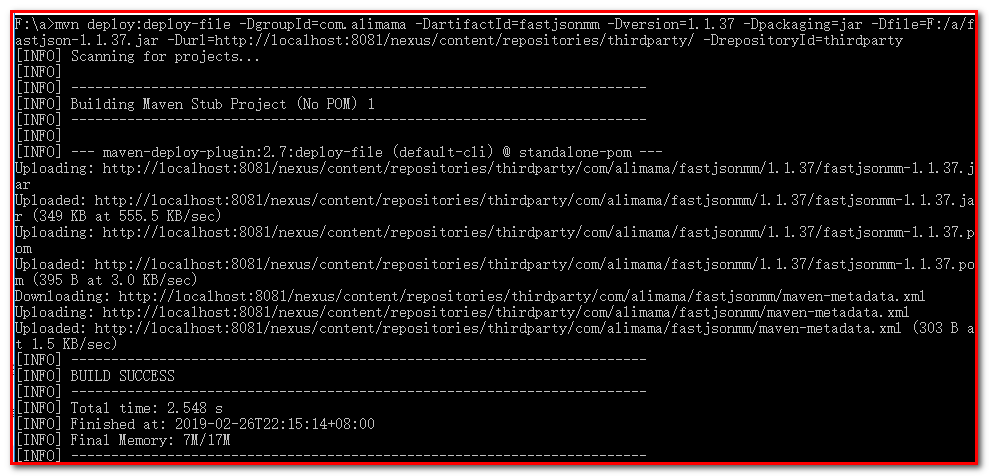 F:\a>mvn deploy:deploy-file -DgroupId=com.alimama -DartifactId=fastjsonmm -Dversion=1.1.37 -Dpackaging=jar -Dfile=F:/a/f
astjson-1.1.37.jar -Durl=http://localhost:8081/nexus/content/repositories/thirdparty/ -DrepositoryId=thirdparty
[INFO] Scanning for projects...
[INFO]
[INFO] ------------------------------------------------------------------------
[INFO] Building Maven Stub Project (No POM) 1
[INFO] ------------------------------------------------------------------------
[INFO]
[INFO] --- maven-deploy-plugin:2.7:deploy-file (default-cli) @ standalone-pom ---
Uploading: http://localhost:8081/nexus/content/repositories/thirdparty/com/alimama/fastjsonmm/1.1.37/fastjsonmm-1.1.37.j
ar
Uploaded: http://localhost:8081/nexus/content/repositories/thirdparty/com/alimama/fastjsonmm/1.1.37/fastjsonmm-1.1.37.ja
r (349 KB at 555.5 KB/sec)
Uploading: http://localhost:8081/nexus/content/repositories/thirdparty/com/alimama/fastjsonmm/1.1.37/fastjsonmm-1.1.37.p
om
Uploaded: http://localhost:8081/nexus/content/repositories/thirdparty/com/alimama/fastjsonmm/1.1.37/fastjsonmm-1.1.37.po
m (395 B at 3.0 KB/sec)
Downloading: http://localhost:8081/nexus/content/repositories/thirdparty/com/alimama/fastjsonmm/maven-metadata.xml
Uploading: http://localhost:8081/nexus/content/repositories/thirdparty/com/alimama/fastjsonmm/maven-metadata.xml
Uploaded: http://localhost:8081/nexus/content/repositories/thirdparty/com/alimama/fastjsonmm/maven-metadata.xml (303 B a
t 1.5 KB/sec)
[INFO] ------------------------------------------------------------------------
[INFO] BUILD SUCCESS
[INFO] ------------------------------------------------------------------------
[INFO] Total time: 2.548 s
[INFO] Finished at: 2019-02-26T22:15:14+08:00
[INFO] Final Memory: 7M/17M
[INFO] ------------------------------------------------------------------------